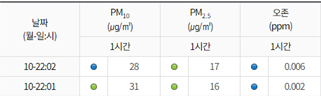 날짜
(월-일:시)
PM10
(㎍/㎥)
PM2.5
(㎍/㎥)
오존
(ppm)
1시간 1시간 1시간
10-22:02 28 17 0.006
10-22:01 31 16 0.002